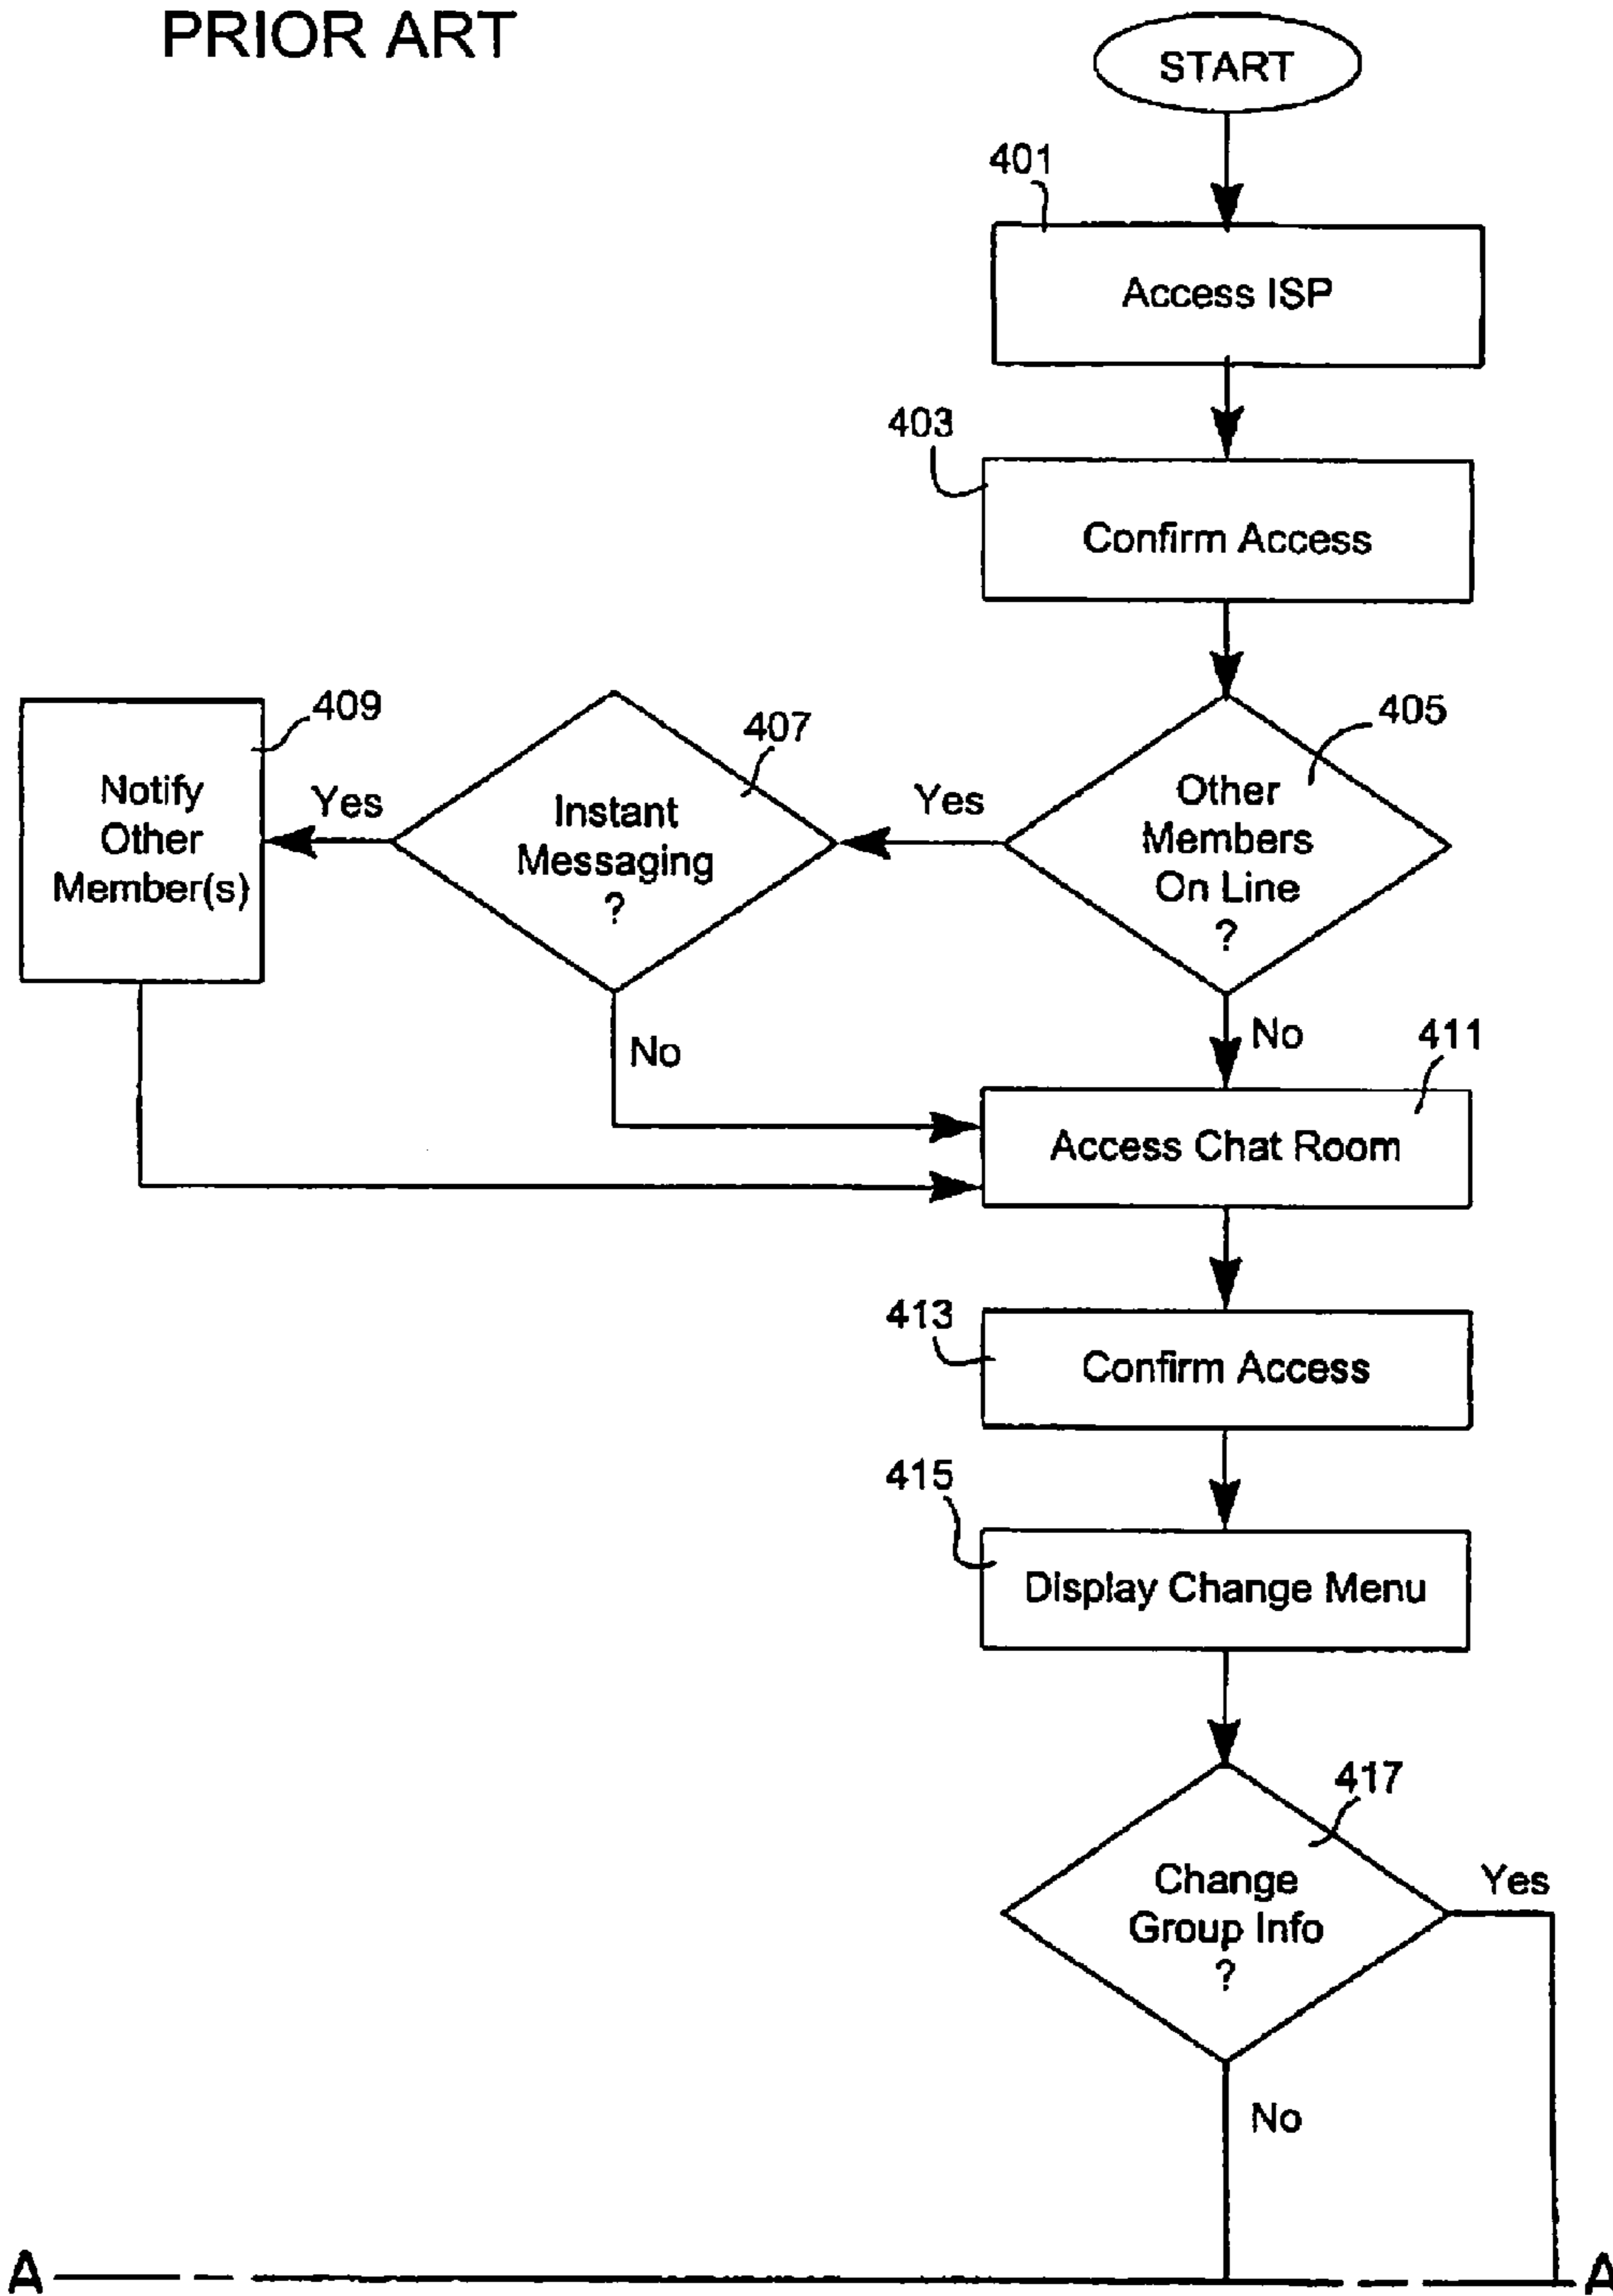 PRIOR ART
START
401
Access ISP
403
Confirm Access
409
Notify
Other
Member(s)
Yes
407
Instant
Messaging
?
Yes
405
Other
Members
On Line
?
No
No
411
Access Chat Room
413
Confirm Access
415
Display Change Menu
417
Change
Group Info
?
Yes
No
A
A